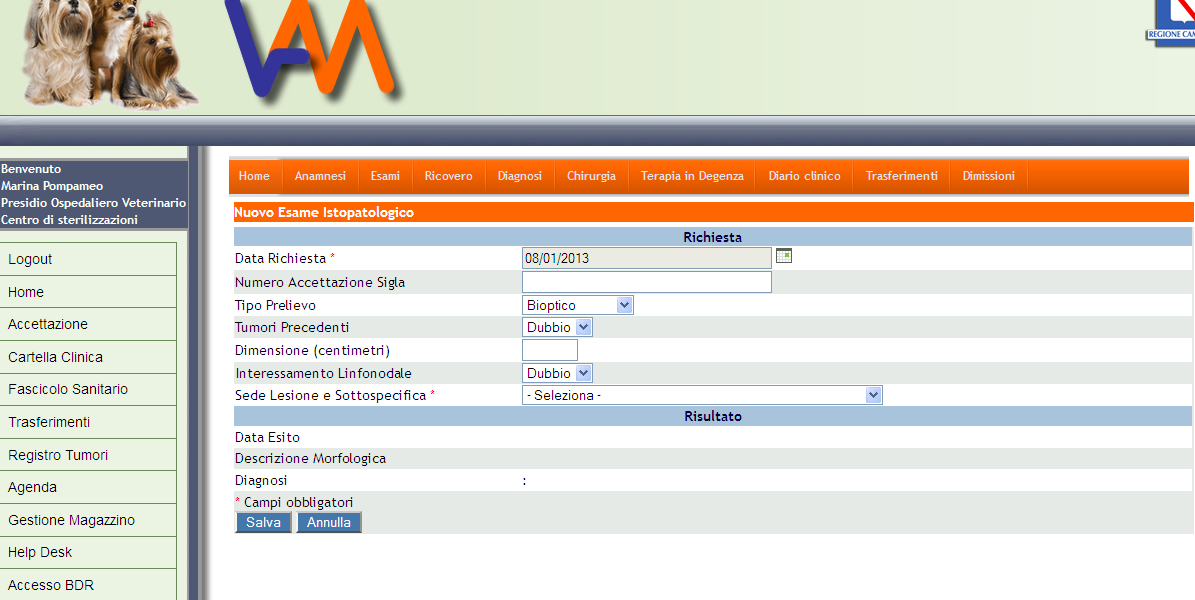 VAM
REGIONE CAM
Benvenuto
Marina Pompameo
Presidio Ospedaliero Veterinario
Centro di sterilizzazioni
Logout
Home
Accettazione
Cartella Clinica
Fascicolo Sanitario
Trasferimenti
Registro Tumori
Agenda
Gestione Magazzino
Help Desk
Accesso BDR
Home Anamnesi Esami Ricovero Diagnosi Chirurgia Terapia in Degenza Diario clinico Trasferimenti Dimissioni
Nuovo Esame Istopatologico
Richiesta
Data Richiesta * 08/01/2013
Numero Accettazione Sigla
Tipo Prelievo Bioptico
Tumori Precedenti Dubbio
Dimensione (centimetri)
Interessamento Linfonodale Dubbio
Sede Lesione e Sottospecifica * - Seleziona -
Risultato
Data Esito
Descrizione Morfologica
Diagnosi :
* Campi obbligatori
Salva Annulla